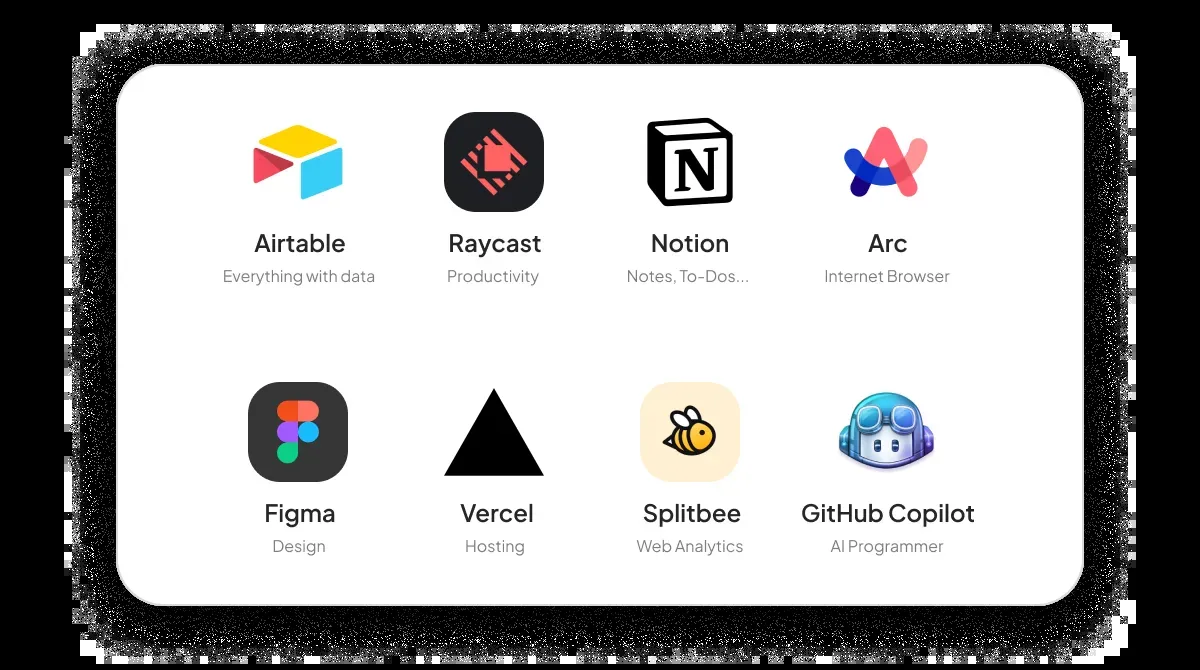 N
Airtable
Raycast
Notion
Arc
Everything with data
Productivity
Notes, To-Dos...
Internet Browser
Figma
Vercel
Splitbee
GitHub Copilot
Design
Hosting
Web Analytics
AI Programmer